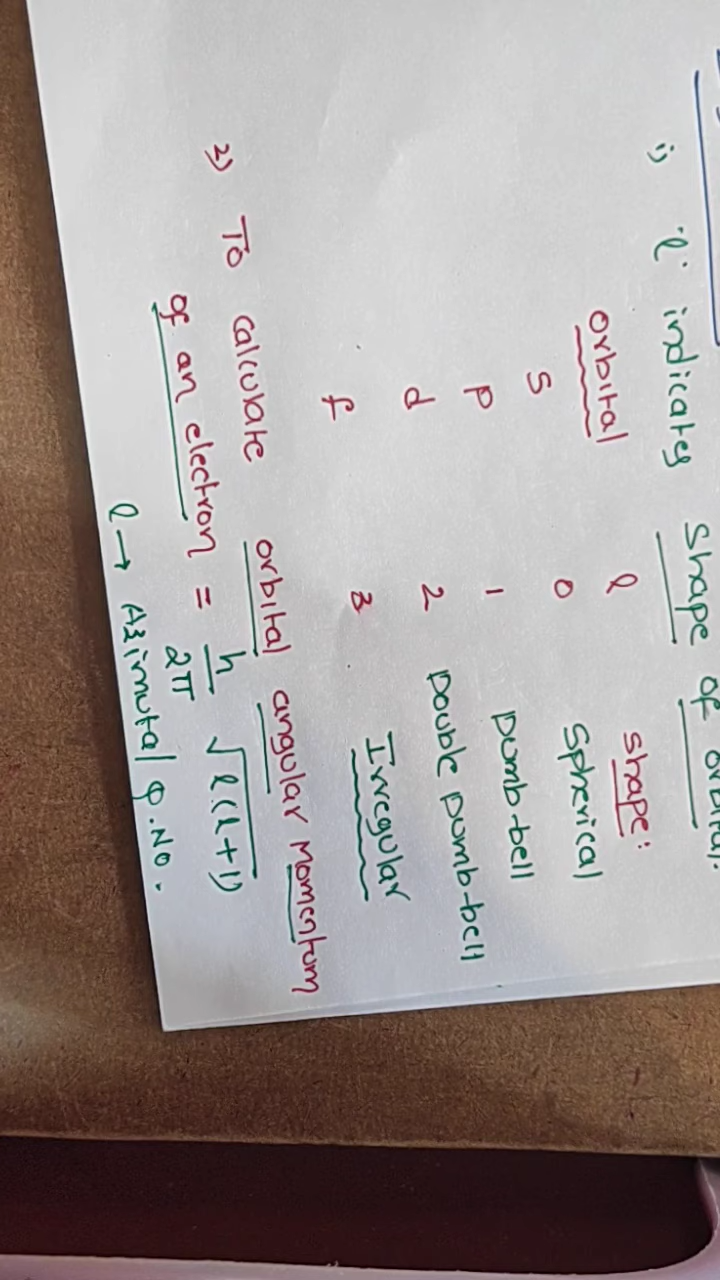 i) 'l' indicates shape of orbital.
orbital l shape:
s 0 Spherical
p 1 Dumb-bell
d 2 Double Dumb-bell
f 3 Irregular
2) To calculate orbital angular Momentum
of an electron = h/2π √l(l+1)
l → Azimutal Q.No.